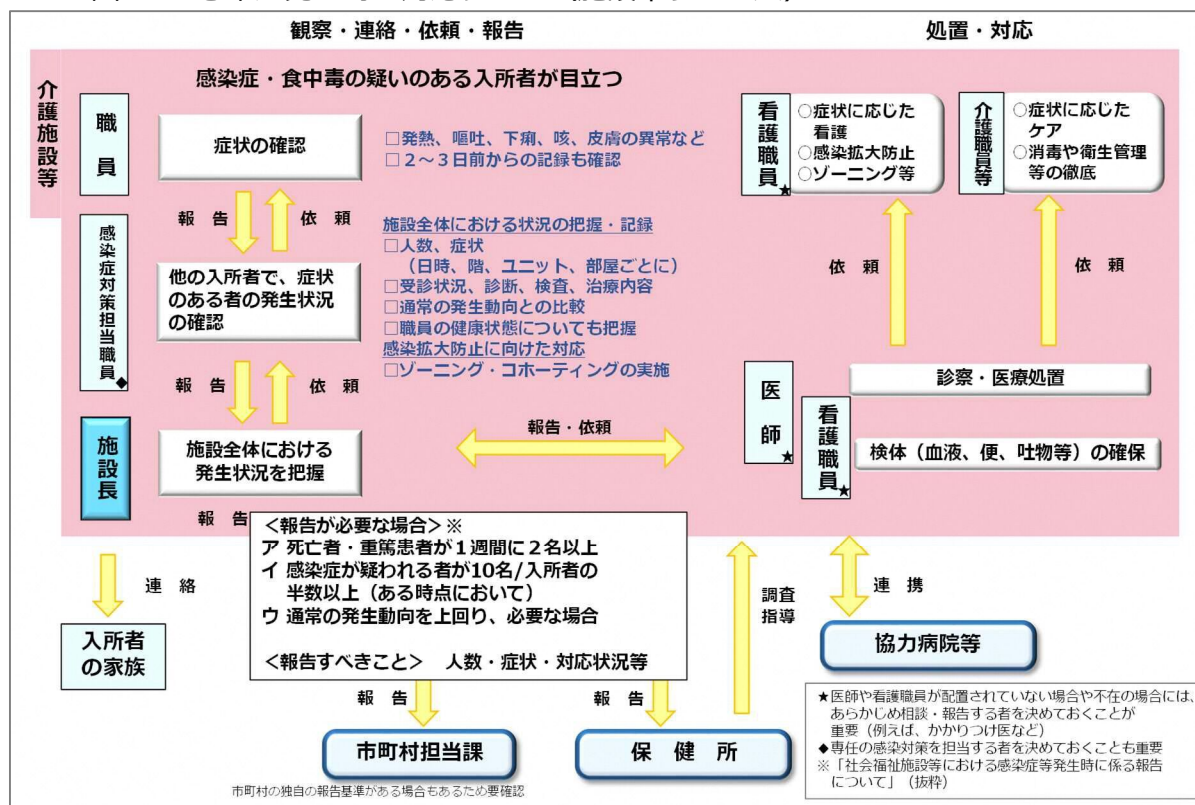 観察・連絡・依頼・報告
処置・対応
介護施設等
感染症・食中毒の疑いのある入所者が目立つ
職員
症状の確認
□発熱、嘔吐、下痢、咳、皮膚の異常など
□２～３日前からの記録も確認
報告
依頼
感染症対策担当職員◆
他の入所者で、症状
のある者の発生状況
の確認
施設全体における状況の把握・記録
□人数、症状
（日時、階、ユニット、部屋ごとに）
□受診状況、診断、検査、治療内容
□通常の発生動向との比較
□職員の健康状態についても把握
感染拡大防止に向けた対応
□ゾーニング・コホーティングの実施
報告
依頼
施設長
施設全体における
発生状況を把握
報告・依頼
看護職員★
○症状に応じた
看護
○感染拡大防止
○ゾーニング等
介護職員等
○症状に応じた
ケア
○消毒や衛生管理
等の徹底
依頼
依頼
医師★
看護職員★
診察・医療処置
検体（血液、便、吐物等）の確保
報告
＜報告が必要な場合＞※
ア 死亡者・重篤患者が１週間に２名以上
イ 感染症が疑われる者が10名/入所者の
半数以上（ある時点において）
ウ 通常の発生動向を上回り、必要な場合
＜報告すべきこと＞ 人数・症状・対応状況等
連絡
入所者
の家族
報告
報告
調査
指導
連携
協力病院等
市町村担当課
保健所
市町村の独自の報告基準がある場合もあるため要確認
★医師や看護職員が配置されていない場合や不在の場合には、
あらかじめ相談・報告する者を決めておくことが
重要（例えば、かかりつけ医など）
◆専任の感染対策を担当する者を決めておくことも重要
※「社会福祉施設等における感染症等発生時に係る報告
について」（抜粋）